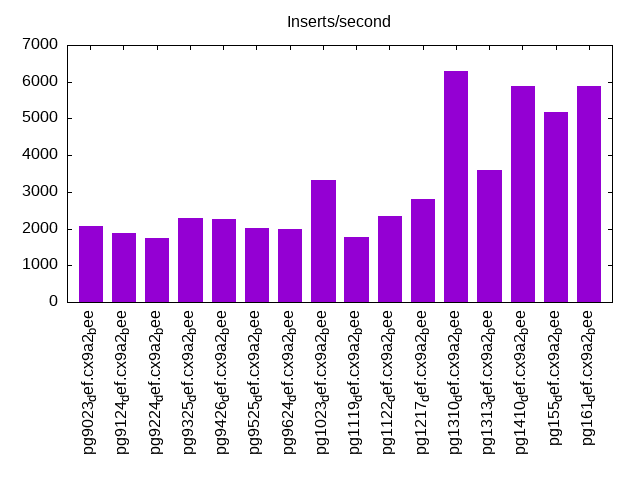 Inserts/second
7000
6000
5000
4000
3000
2000
1000
0
pg9023def.cx9a2bee
pg9124def.cx9a2bee
pg9224def.cx9a2bee
pg9325def.cx9a2bee
pg9426def.cx9a2bee
pg9525def.cx9a2bee
pg9624def.cx9a2bee
pg1023def.cx9a2bee
pg1119def.cx9a2bee
pg1122def.cx9a2bee
pg1217def.cx9a2bee
pg1310def.cx9a2bee
pg1313def.cx9a2bee
pg1410def.cx9a2bee
pg155def.cx9a2bee
pg161def.cx9a2bee